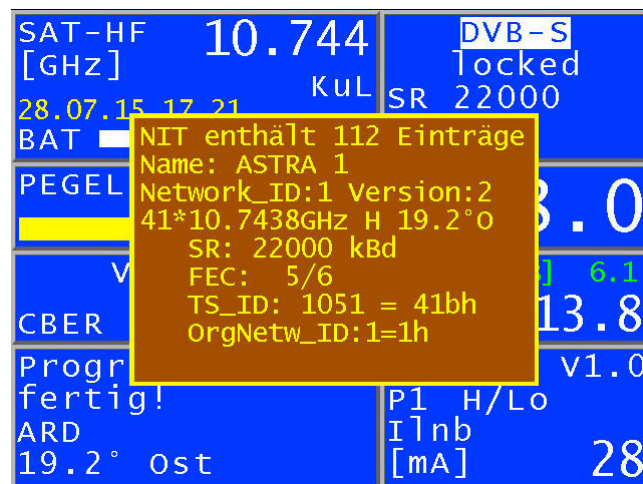 SAT-HF 10.744
[GHz]
KuL
28.07.15 17 21
BAT
DVB-S
locked
SR 22000
NIT enthält 112 Einträge
Name: ASTRA 1
Network_ID:1 Version:2
41*10.7438GHz H 19.2°O
SR: 22000 kBd
FEC: 5/6
TS_ID: 1051 = 41bh
OrgNetw_ID:1=1h
PEGEL
.0
V
CBER
] 6.1
13.8
Progr
fertig!
ARD
19.2° Ost
V1.0
P1 H/Lo
Ilnb
[mA] 28